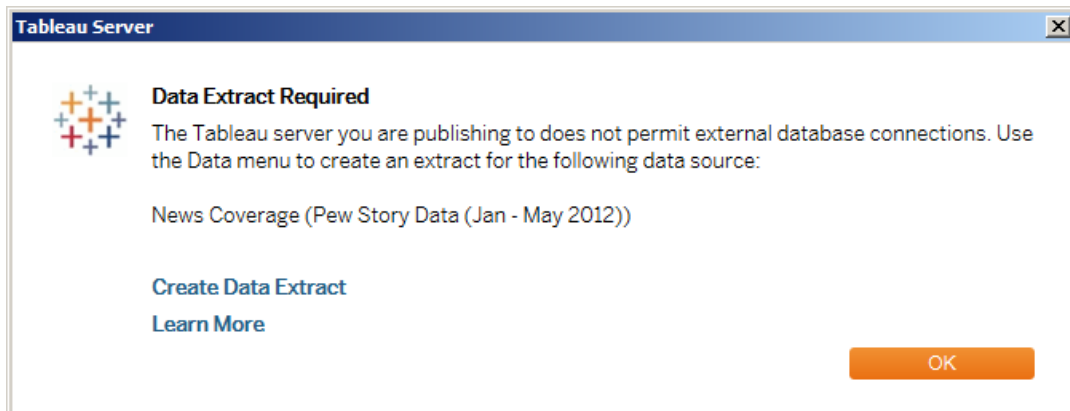 Tableau Server
Data Extract Required
The Tableau server you are publishing to does not permit external database connections. Use
the Data menu to create an extract for the following data source:
News Coverage (Pew Story Data (Jan - May 2012))
Create Data Extract
Learn More
OK